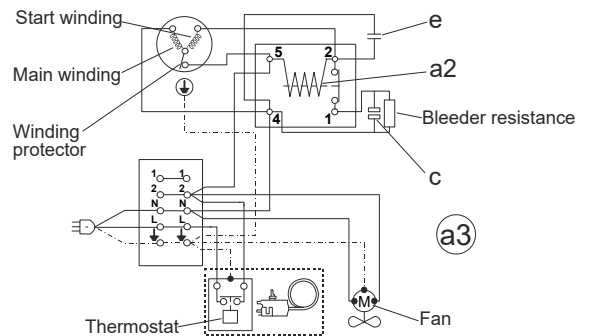 Start winding
e
5
2
a2
Main winding
Winding
protector
4
1
Bleeder resistance
c
1 1
2 2
N N
L L
a3
M
Fan
Thermostat